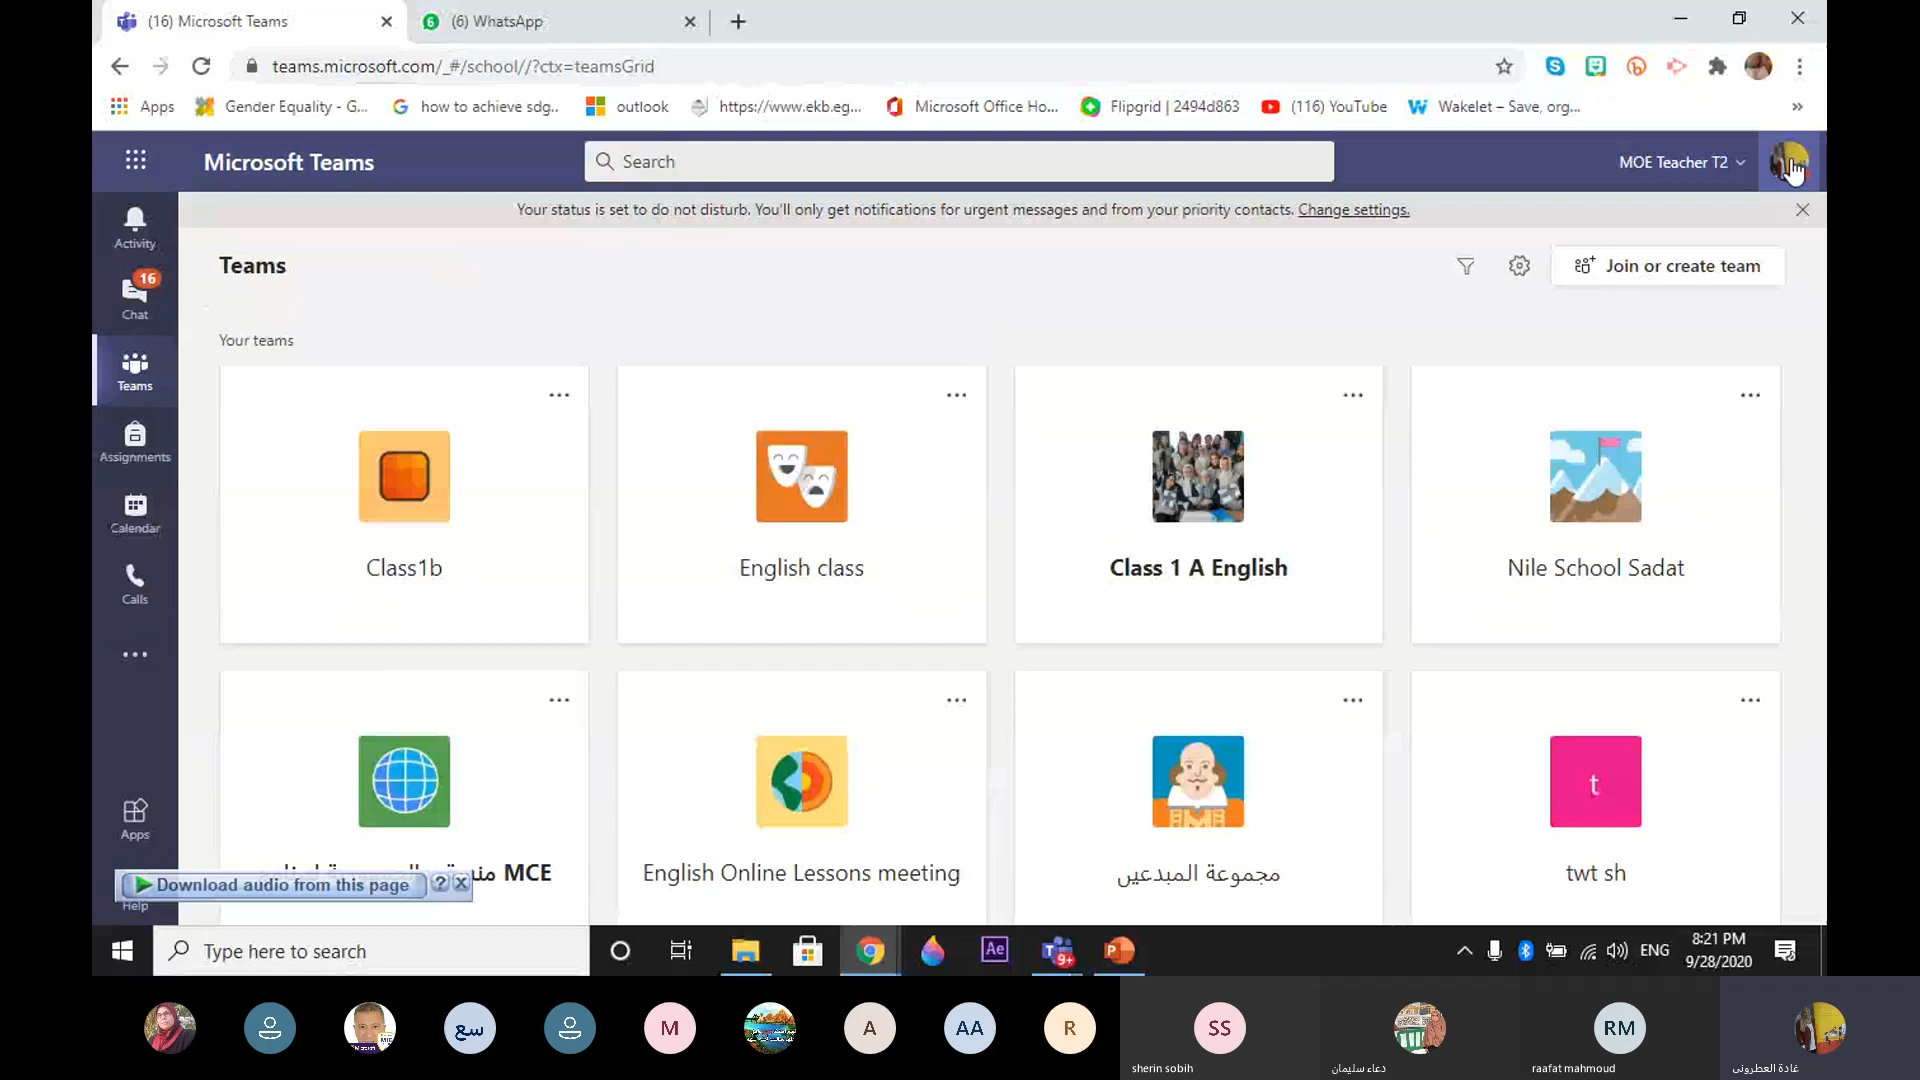 (16) Microsoft Teams
6 (6) WhatsApp
teams.microsoft.com/_#/school//?ctx=teamsGrid
Apps
Gender Equality - G...
how to achieve sdg..
outlook
https://www.ekb.eg...
Microsoft Office Ho...
Flipgrid | 2494d863
(116) YouTube
Wakelet – Save, org...
Microsoft Teams
Search
MOE Teacher T2
Your status is set to do not disturb. You'll only get notifications for urgent messages and from your priority contacts. Change settings.
Activity
16
Chat
Teams
Assignments
Calendar
Calls
Apps
Help
Teams
Join or create team
Your teams
Class1b
English class
Class 1 A English
Nile School Sadat
MCE
English Online Lessons meeting
مجموعة المبدعين
t
twt sh
Download audio from this page ? X
Type here to search
Ae
9+
ENG
8:21 PM
9/28/2020
سع
M
A
AA
R
SS
RM
sherin sobih
دعاء سليمان
raafat mahmoud
غادة العطرونى